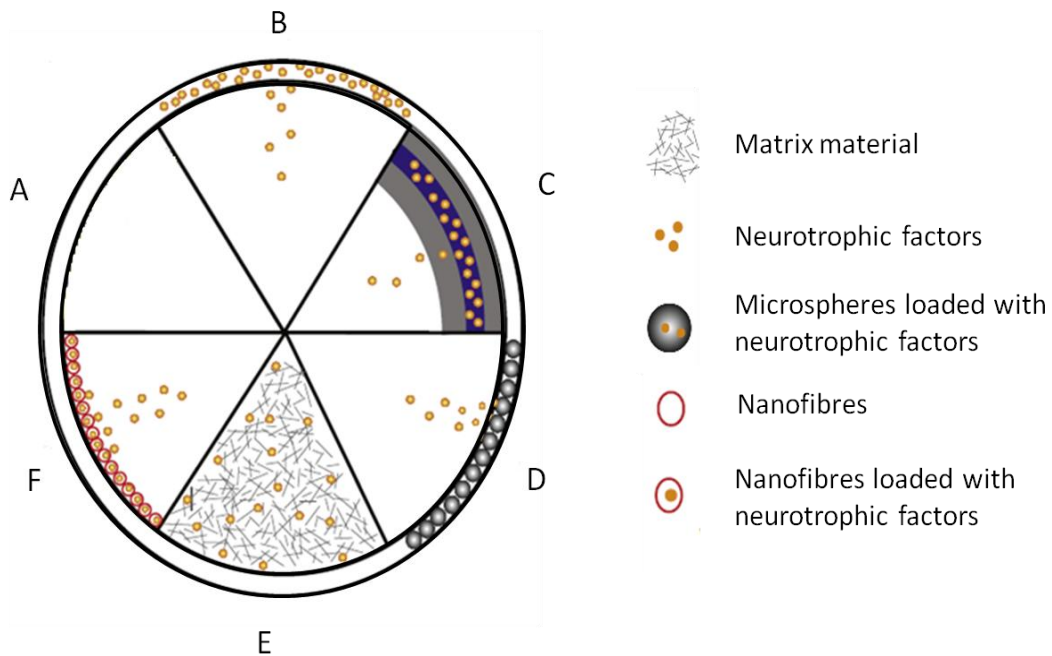 B
A
C
F
D
E
Matrix material
Neurotrophic factors
Microspheres loaded with
neurotrophic factors
Nanofibres
Nanofibres loaded with
neurotrophic factors